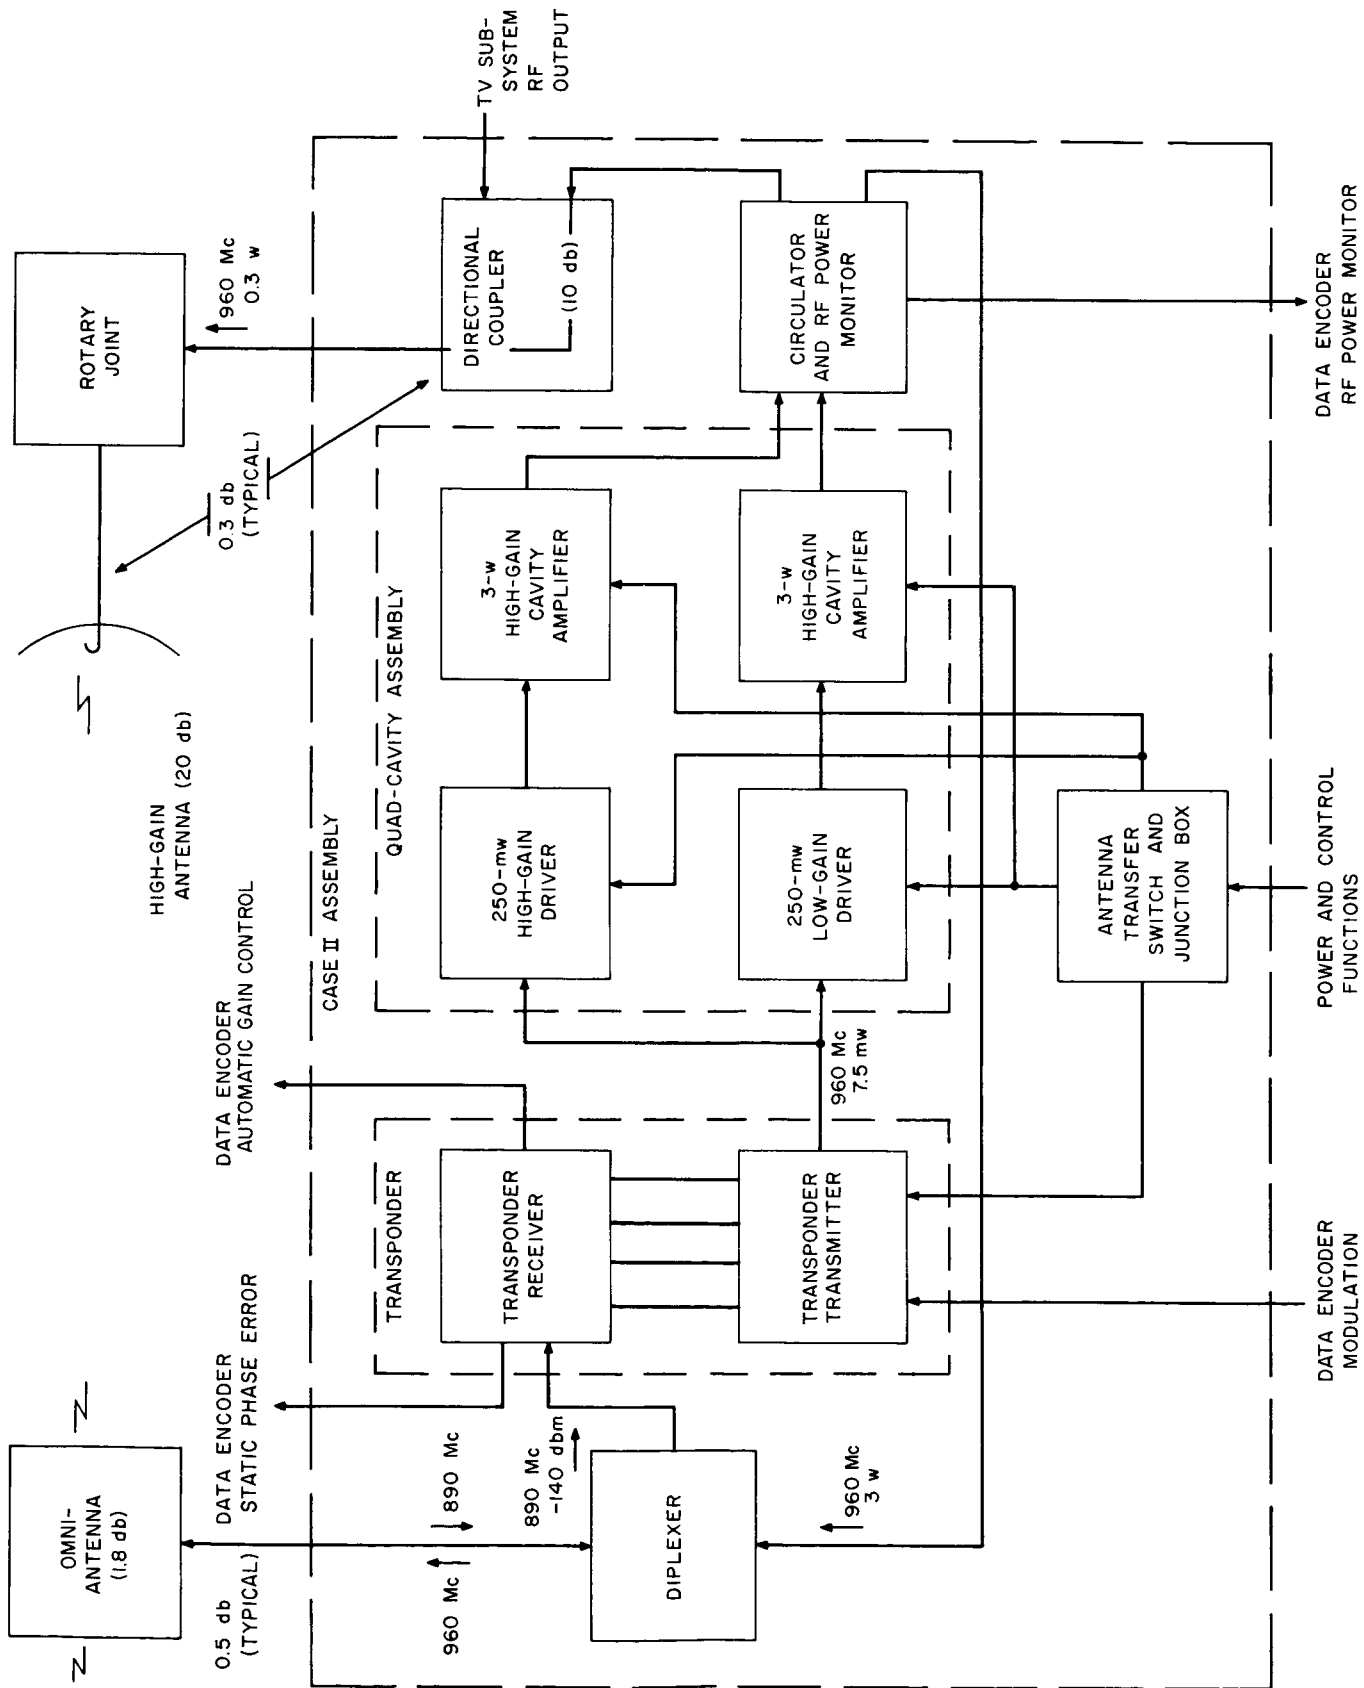 OMNI-
ANTENNA
(1.8 db)
0.5 db
(TYPICAL)
DATA ENCODER
STATIC PHASE ERROR
DATA ENCODER
AUTOMATIC GAIN CONTROL
HIGH-GAIN
ANTENNA (20 db)
0.3 db
(TYPICAL)
ROTARY
JOINT
960 Mc
0.3 w
TV SUB-
SYSTEM
RF
OUTPUT
960 Mc
890 Mc
890 Mc
-140 dbm
CASE II ASSEMBLY
TRANSPONDER
QUAD-CAVITY ASSEMBLY
DIPLEXER
TRANSPONDER
RECEIVER
250-mw
HIGH-GAIN
DRIVER
3-w
HIGH-GAIN
CAVITY
AMPLIFIER
DIRECTIONAL
COUPLER
(10 db)
960 Mc
3 w
TRANSPONDER
TRANSMITTER
960 Mc
7.5 mw
250-mw
LOW-GAIN
DRIVER
3-w
HIGH-GAIN
CAVITY
AMPLIFIER
CIRCULATOR
AND RF POWER
MONITOR
ANTENNA
TRANSFER
SWITCH AND
JUNCTION BOX
DATA ENCODER
MODULATION
POWER AND CONTROL
FUNCTIONS
DATA ENCODER
RF POWER MONITOR